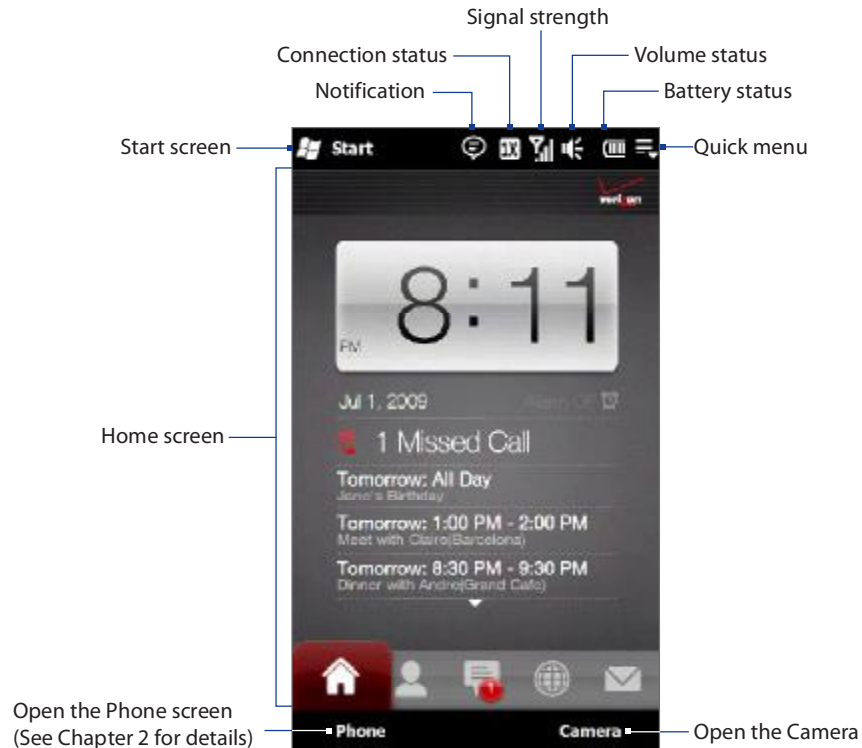 Signal strength
Connection status
Volume status
Notification
Battery status
Start screen
Start
1X
Quick menu
verizon
8:11
PM
Jul 1, 2009
Alarm Off
1 Missed Call
Tomorrow: All Day
Jane's Birthday
Tomorrow: 1:00 PM - 2:00 PM
Meet with Claire(Barcelona)
Home screen
Tomorrow: 8:30 PM - 9:30 PM
Dinner with Andre(Grand Cafe)
1
Open the Phone screen
(See Chapter 2 for details)
Phone
Camera
Open the Camera